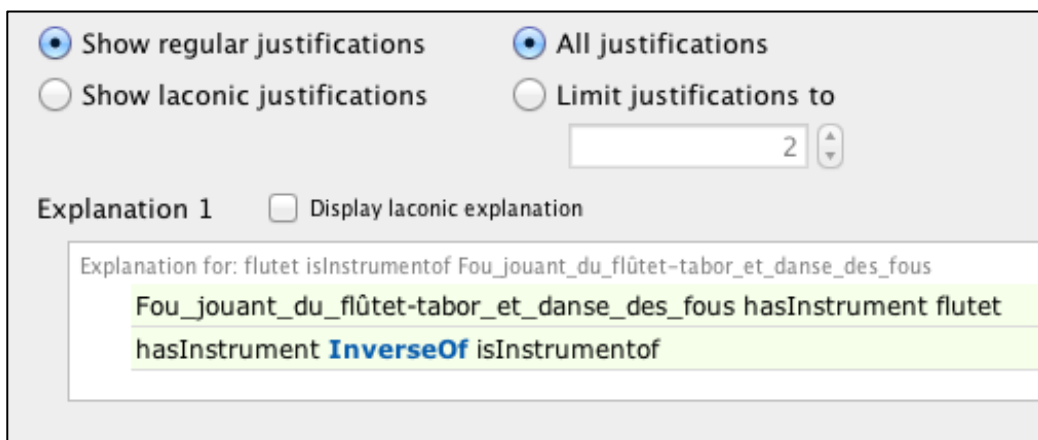 Show regular justifications
All justifications
Show laconic justifications
Limit justifications to
2
Explanation 1
Display laconic explanation
Explanation for: flutet isInstrumentof Fou_jouant_du_flûtet-tabor_et_danse_des_fous
Fou_jouant_du_flûtet-tabor_et_danse_des_fous hasInstrument flutet
hasInstrument InverseOf isInstrumentof